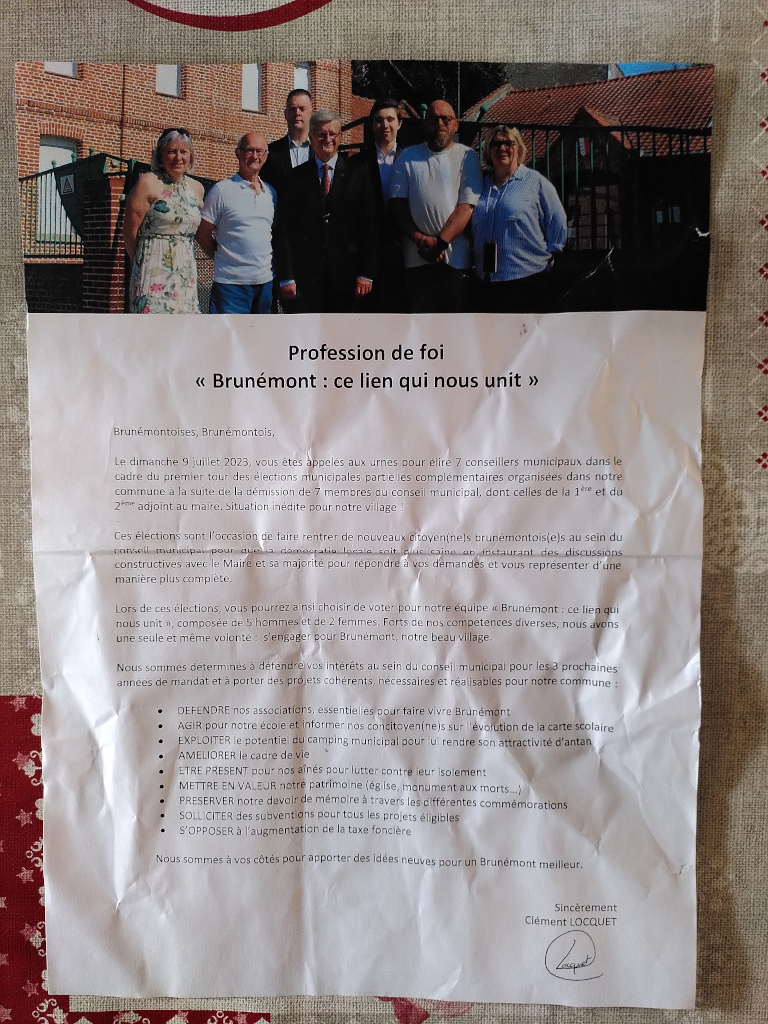 Profession de foi
« Brunémont : ce lien qui nous unit »
Brunémontoises, Brunémontois,
Le dimanche 9 juillet 2023, vous êtes appelés aux urnes pour élire 7 conseillers municipaux dans le
cadre du premier tour des élections municipales partielles complémentaires organisées dans notre
commune à la suite de la démission de 7 membres du conseil municipal, dont celles de la 1ère et du
2ème adjoint au maire. Situation inédite pour notre village !
Ces élections sont l'occasion de faire rentrer de nouveaux citoyen(ne)s brunémontois(e)s au sein du
conseil municipal pour que la démocratie locale soit plus saine en instaurant des discussions
constructives avec le Maire et sa majorité pour répondre à vos demandes et vous représenter d'une
manière plus complète.
Lors de ces élections, vous pourrez ainsi choisir de voter pour notre équipe « Brunémont : ce lien qui
nous unit », composée de 5 hommes et de 2 femmes. Forts de nos compétences diverses, nous avons
une seule et même volonté : s'engager pour Brunémont, notre beau village.
Nous sommes déterminés à défendre vos intérêts au sein du conseil municipal pour les 3 prochaines
années de mandat et à porter des projets cohérents, nécessaires et réalisables pour notre commune :
• DEFENDRE nos associations, essentielles pour faire vivre Brunémont
• AGIR pour notre école et informer nos concitoyen(ne)s sur l'évolution de la carte scolaire
• EXPLOITER le potentiel du camping municipal pour lui rendre son attractivité d'antan
• AMELIORER le cadre de vie
• ETRE PRESENT pour nos aînés pour lutter contre leur isolement
• METTRE EN VALEUR notre patrimoine (église, monument aux morts...)
• PRESERVER notre devoir de mémoire à travers les différentes commémorations
• SOLLICITER des subventions pour tous les projets éligibles
• S'OPPOSER à l'augmentation de la taxe foncière
Nous sommes à vos côtés pour apporter des idées neuves pour un Brunémont meilleur.
Sincèrement
Clément LOCQUET
Locquet